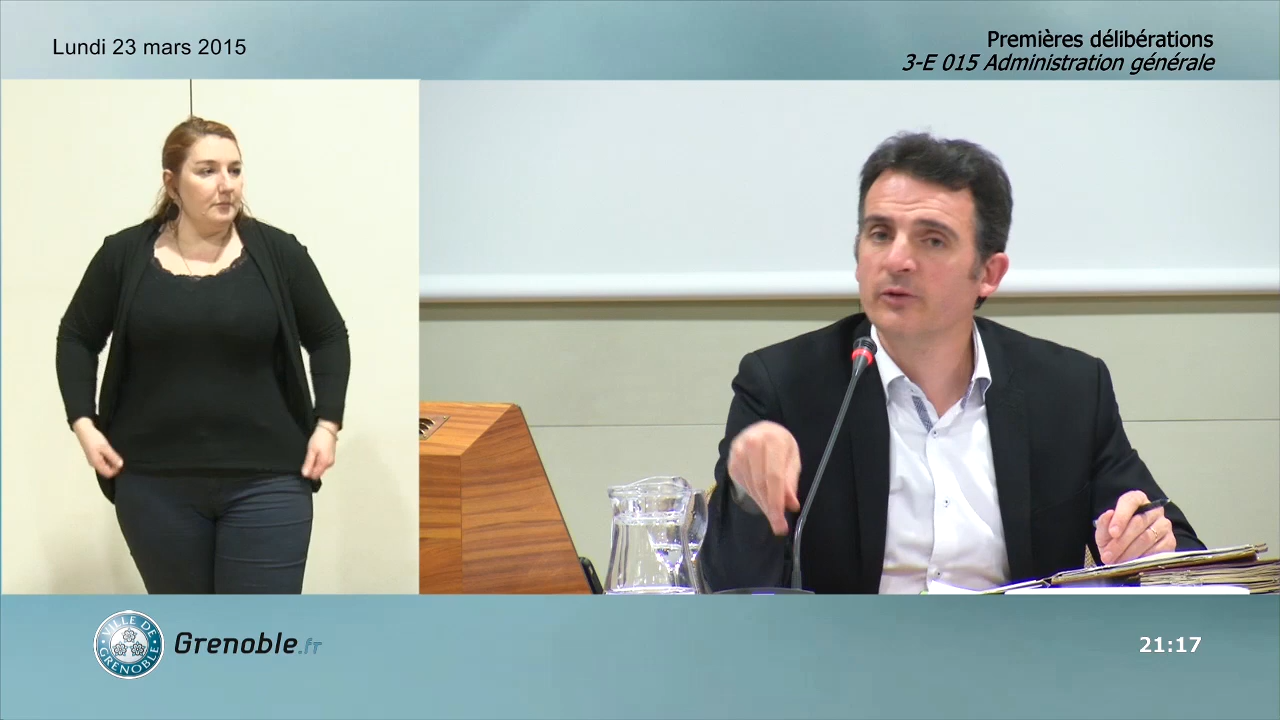 Lundi 23 mars 2015
Premières délibérations
3-E 015 Administration générale
VILLE DE GRENOBLE
Grenoble.fr
21:17